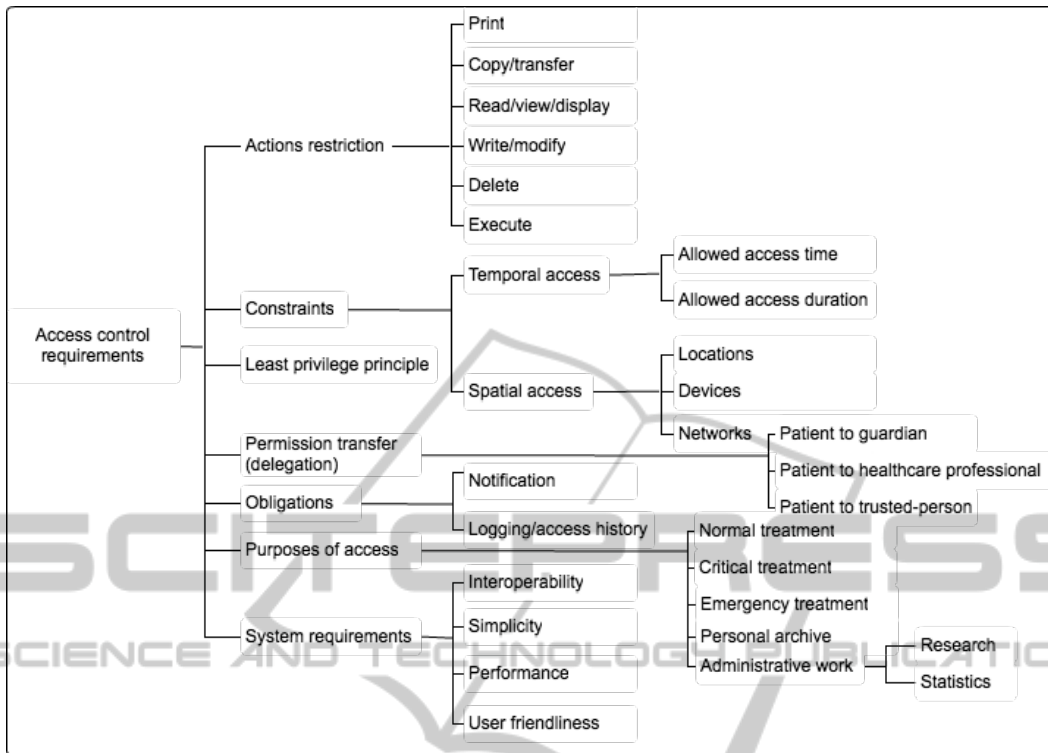 Access control
requirements
Actions restriction
Print
Copy/transfer
Read/view/display
Write/modify
Delete
Execute
Constraints
Temporal access
Allowed access time
Allowed access duration
Spatial access
Locations
Devices
Networks
Least privilege principle
Permission transfer
(delegation)
Patient to guardian
Patient to healthcare professional
Patient to trusted-person
Obligations
Notification
Logging/access history
Purposes of access
Normal treatment
Critical treatment
Emergency treatment
Personal archive
Administrative work
Research
Statistics
System requirements
Interoperability
Simplicity
Performance
User friendliness
SCITEPRESS
SCIENCE AND TECHNOLOGY PUBLICATIO